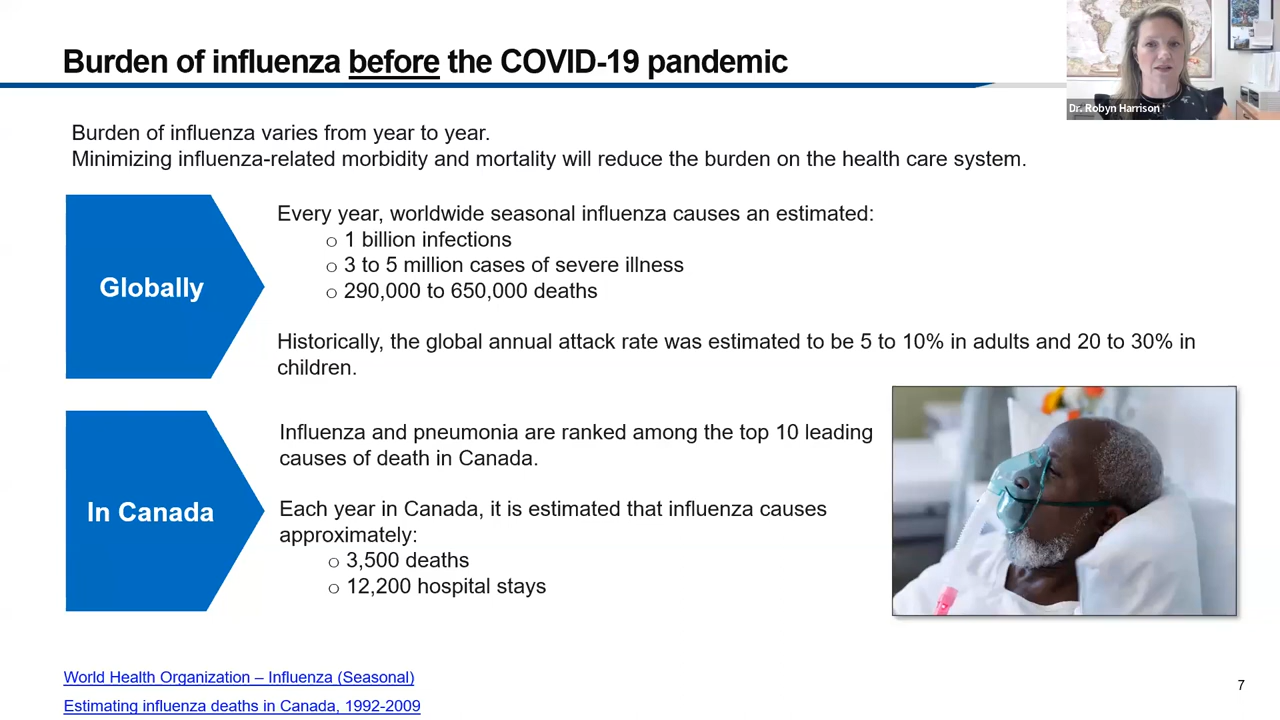 Burden of influenza before the COVID-19 pandemic
Dr. Robyn Harrison
Burden of influenza varies from year to year.
Minimizing influenza-related morbidity and mortality will reduce the burden on the health care system.
Globally
Every year, worldwide seasonal influenza causes an estimated:
o 1 billion infections
o 3 to 5 million cases of severe illness
o 290,000 to 650,000 deaths
Historically, the global annual attack rate was estimated to be 5 to 10% in adults and 20 to 30% in
children.
In Canada
Influenza and pneumonia are ranked among the top 10 leading
causes of death in Canada.
Each year in Canada, it is estimated that influenza causes
approximately:
o 3,500 deaths
o 12,200 hospital stays
World Health Organization – Influenza (Seasonal)
Estimating influenza deaths in Canada, 1992-2009
7